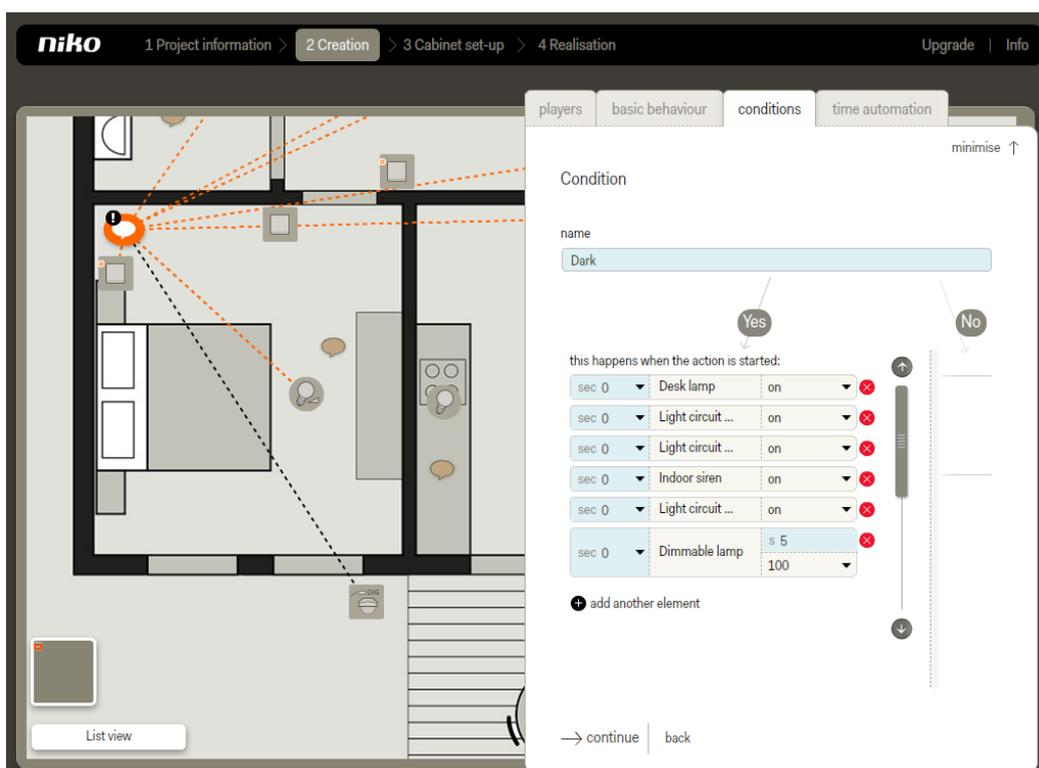 niko
1 Project information
2 Creation
3 Cabinet set-up
4 Realisation
Upgrade | Info
players
basic behaviour
conditions
time automation
minimise
Condition
name
Dark
Yes
No
this happens when the action is started:
sec 0 Desk lamp on
sec 0 Light circuit ... on
sec 0 Light circuit ... on
sec 0 Indoor siren on
sec 0 Light circuit ... on
sec 0 Dimmable lamp s 5
100
add another element
DIG
List view
continue
back